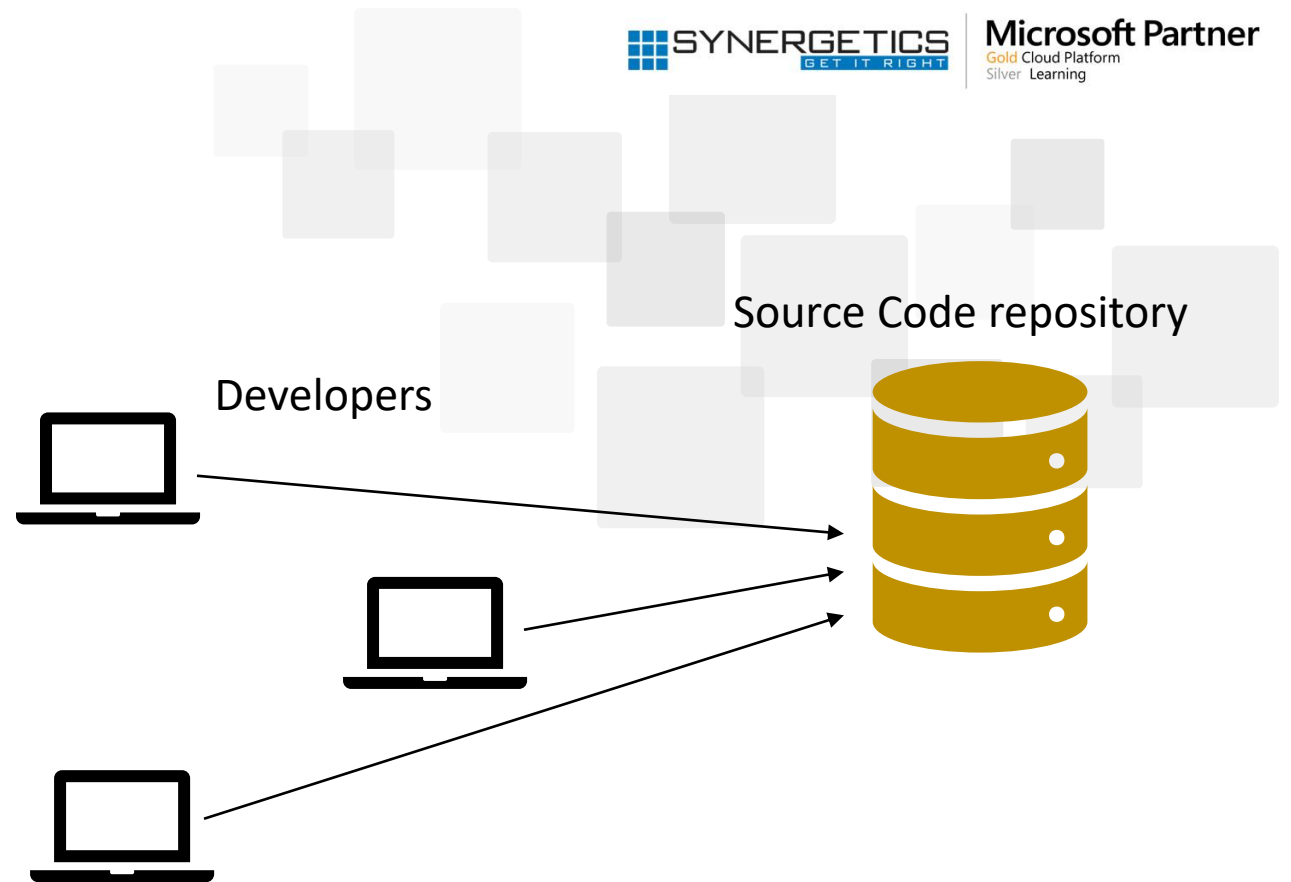 SYNERGETICS
GET IT RIGHT
Microsoft Partner
Gold Cloud Platform
Silver Learning
Source Code repository
Developers